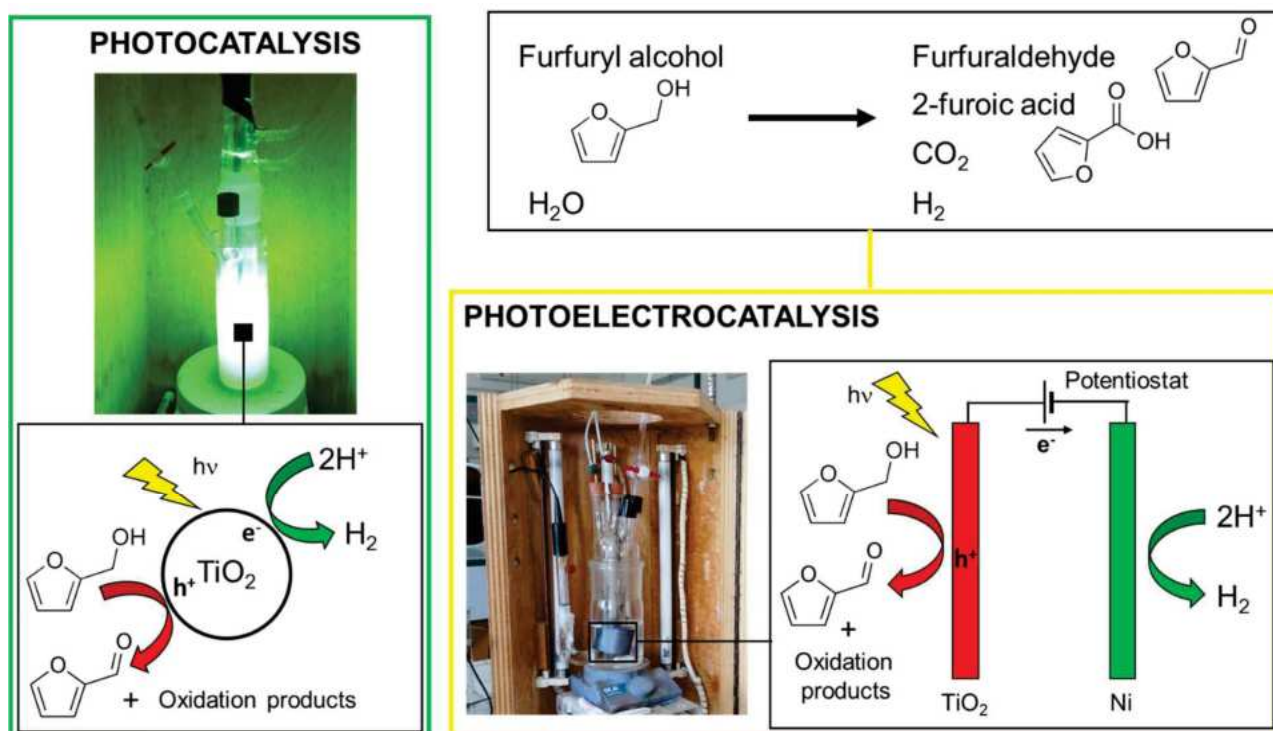 PHOTOCATALYSIS
hν
2H⁺
H₂
e⁻
h⁺ TiO₂
OH
O
O
O
+ Oxidation products
Furfuryl alcohol
OH
O
H₂O
Furfuraldehyde
O
O
2-furoic acid
O
OH
O
CO₂
H₂
PHOTOELECTROCATALYSIS
hν
Potentiostat
e⁻
OH
O
h⁺
2H⁺
H₂
O
O
+
Oxidation
products
TiO₂
Ni